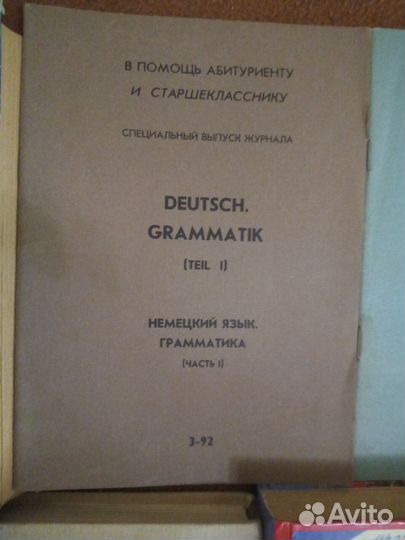 В ПОМОЩЬ АБИТУРИЕНТУ
И СТАРШЕКЛАССНИКУ
СПЕЦИАЛЬНЫЙ ВЫПУСК ЖУРНАЛА
DEUTSCH.
GRAMMATIK
(TEIL I)
НЕМЕЦКИЙ ЯЗЫК.
ГРАММАТИКА
(ЧАСТЬ I)
3-92
Avito